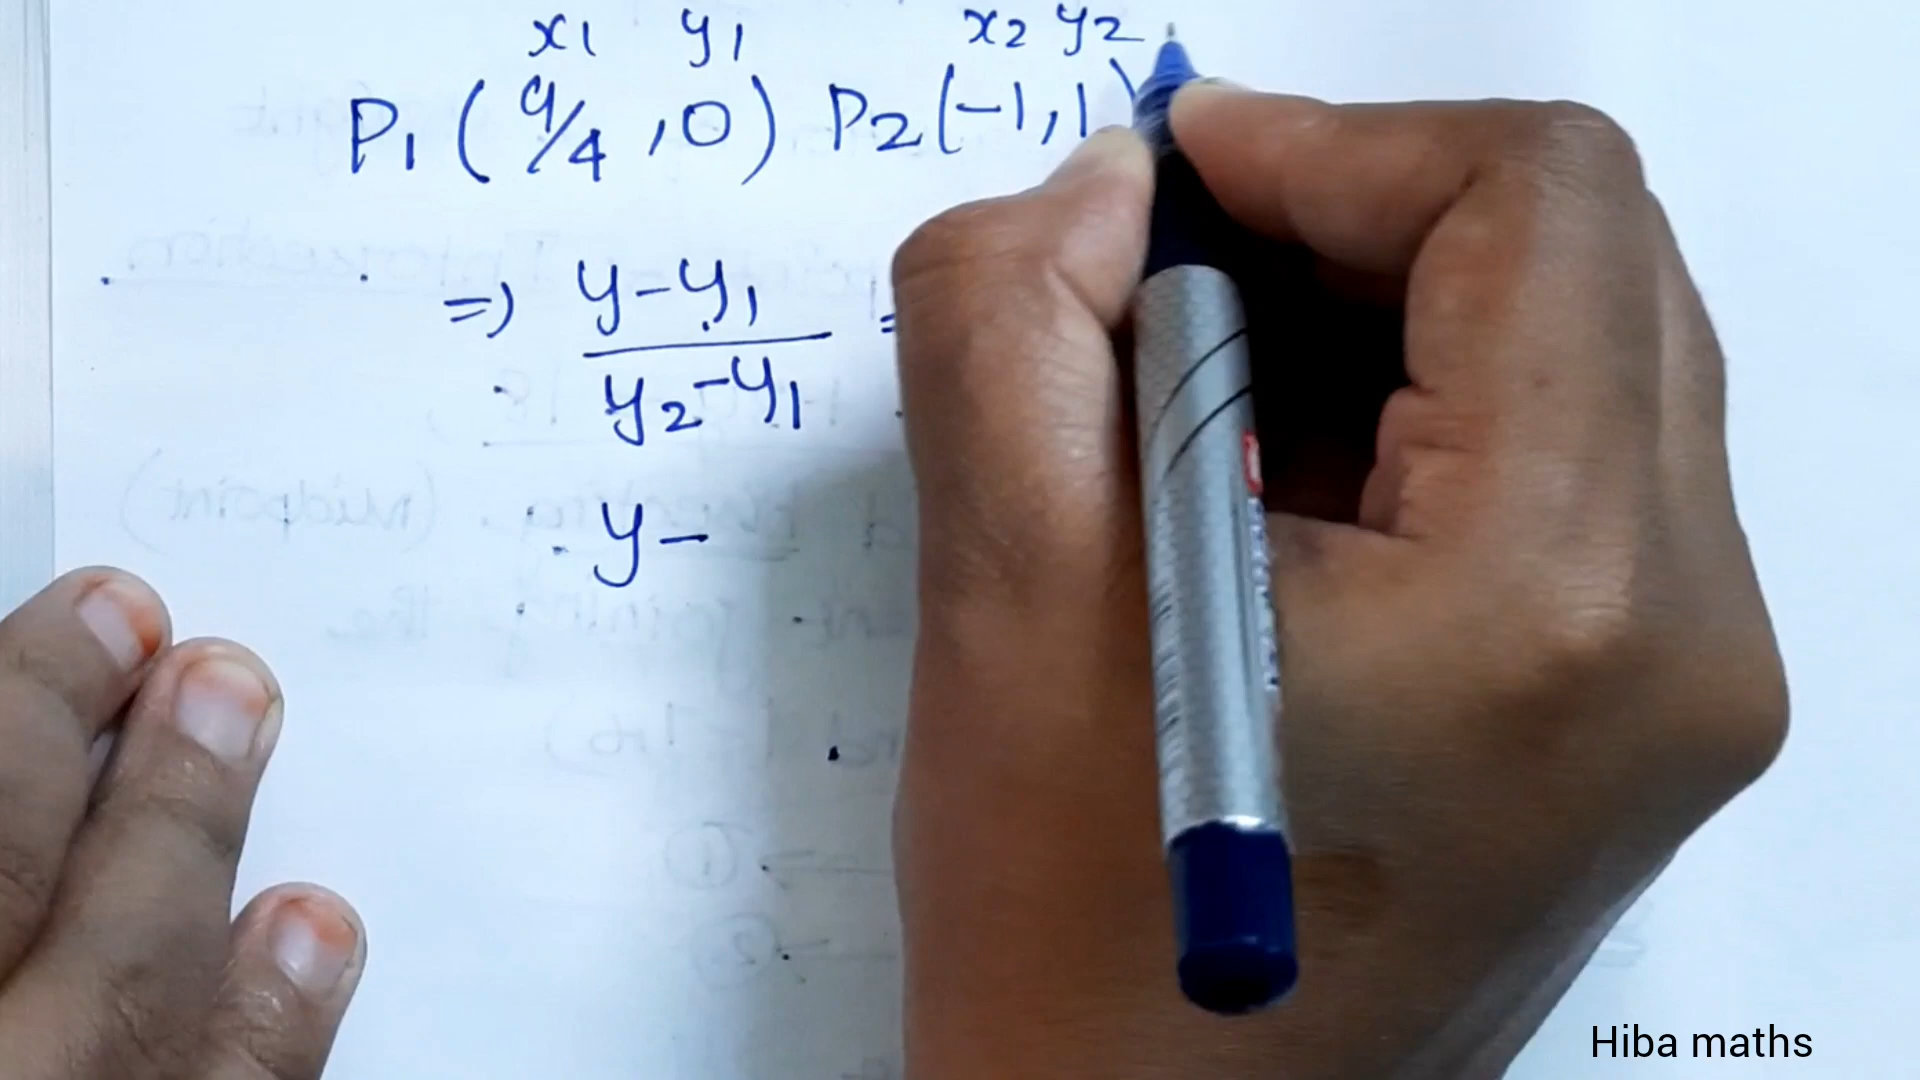 x1 y1 x2 y2
P1 ( 9/4 , 0 ) P2 (-1, 1)
=) y-y1 / y2-y1 =
y-
Hiba maths